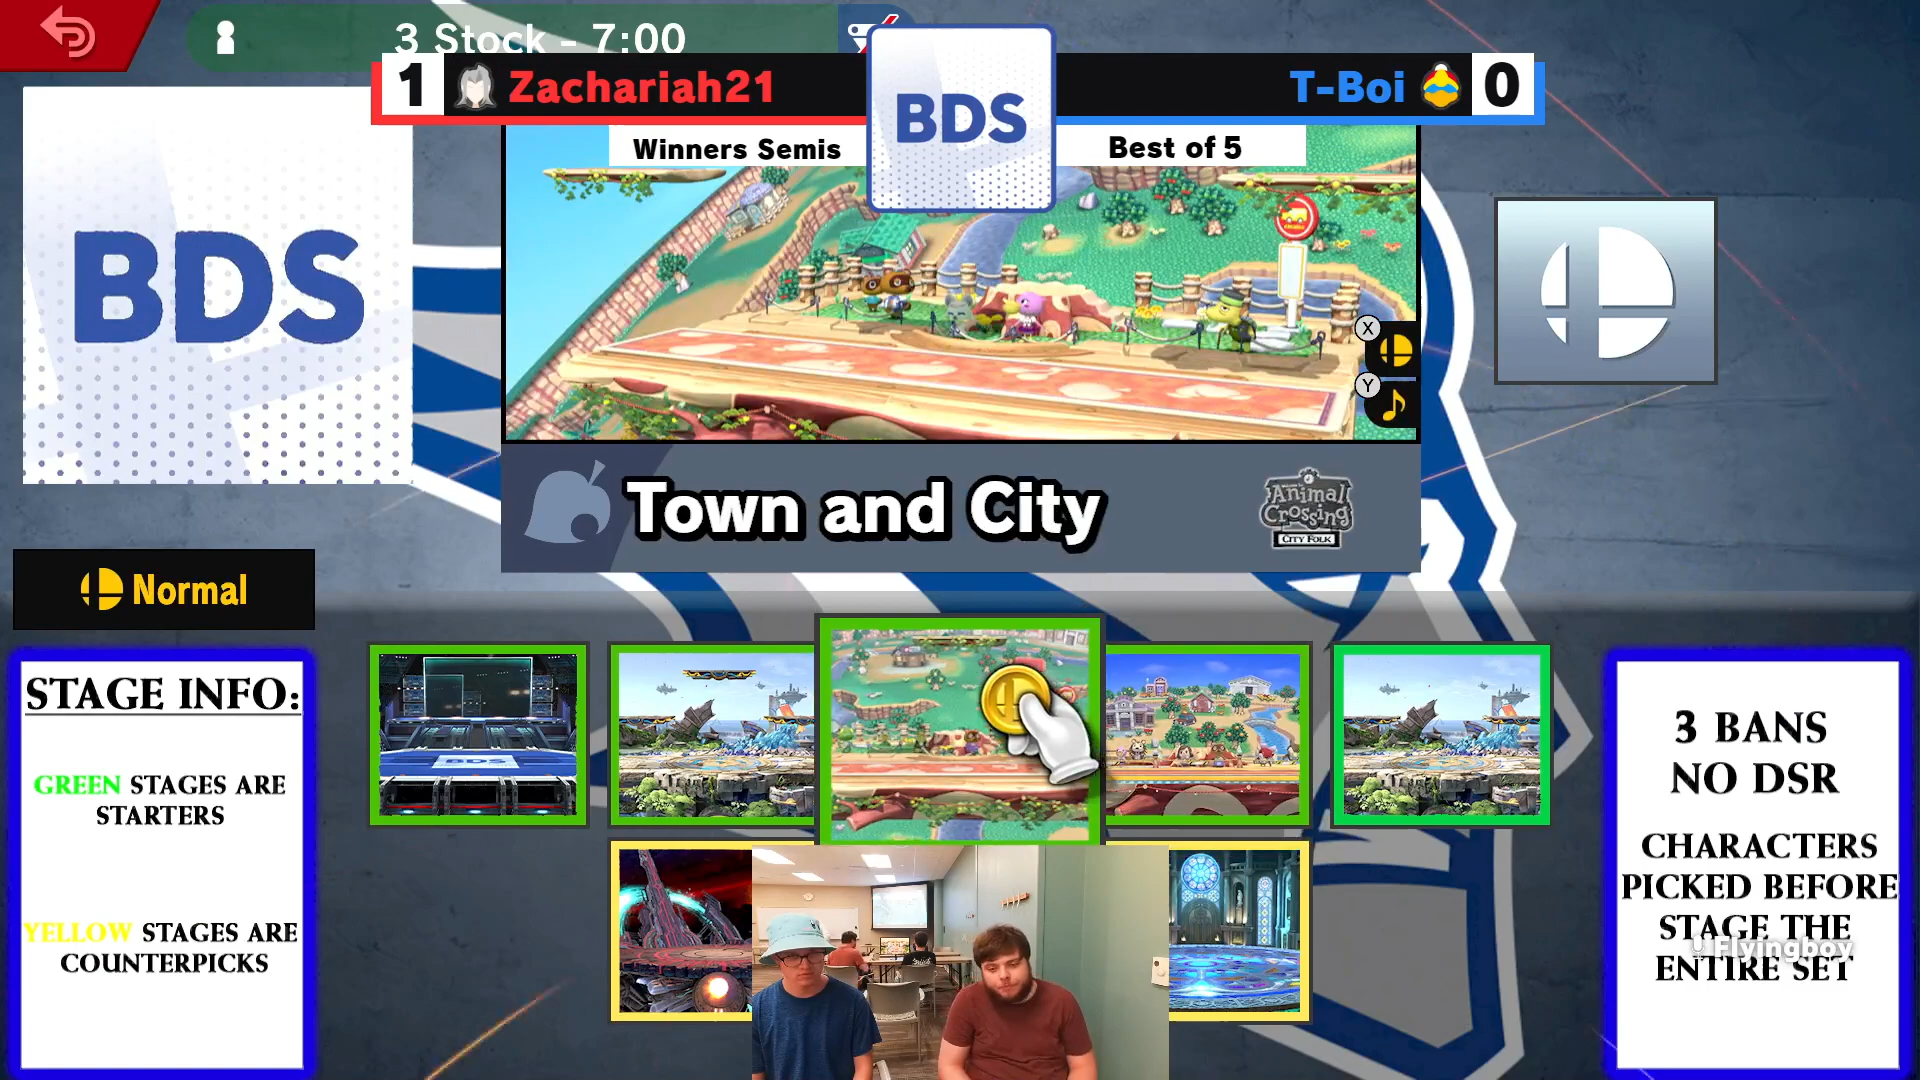 3 Stock - 7:00
1 Zachariah21
BDS
T-Boi 0
Winners Semis
Best of 5
BDS
X
Y
Town and City
Animal
Crossing
CITY FOLK
Normal
STAGE INFO:
GREEN STAGES ARE
STARTERS
YELLOW STAGES ARE
COUNTERPICKS
BDS
3 BANS
NO DSR
CHARACTERS
PICKED BEFORE
STAGE THE
ENTIRE SET
Flyingboy